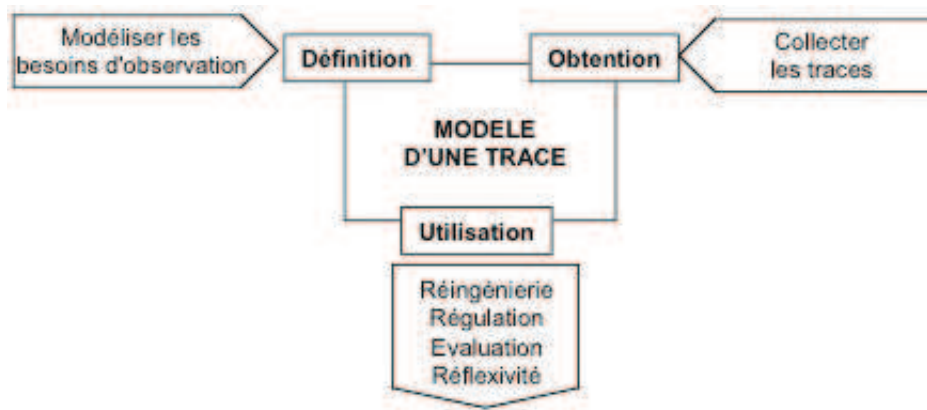 Modéliser les
besoins d'observation
Définition
Obtention
Collecter
les traces
MODELE
D'UNE TRACE
Utilisation
Réingénierie
Régulation
Evaluation
Réflexivité